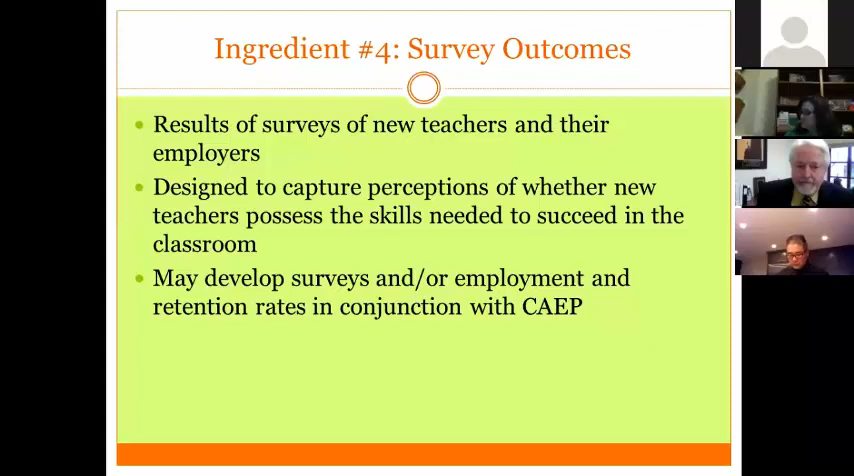 Ingredient #4: Survey Outcomes
Results of surveys of new teachers and their
employers
Designed to capture perceptions of whether new
teachers possess the skills needed to succeed in the
classroom
May develop surveys and/or employment and
retention rates in conjunction with CAEP